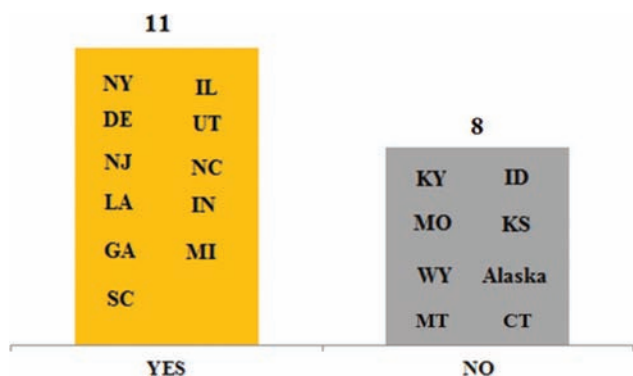 11
NY IL
DE UT
NJ NC
LA IN
GA MI
SC
8
KY ID
MO KS
WY Alaska
MT CT
YES NO